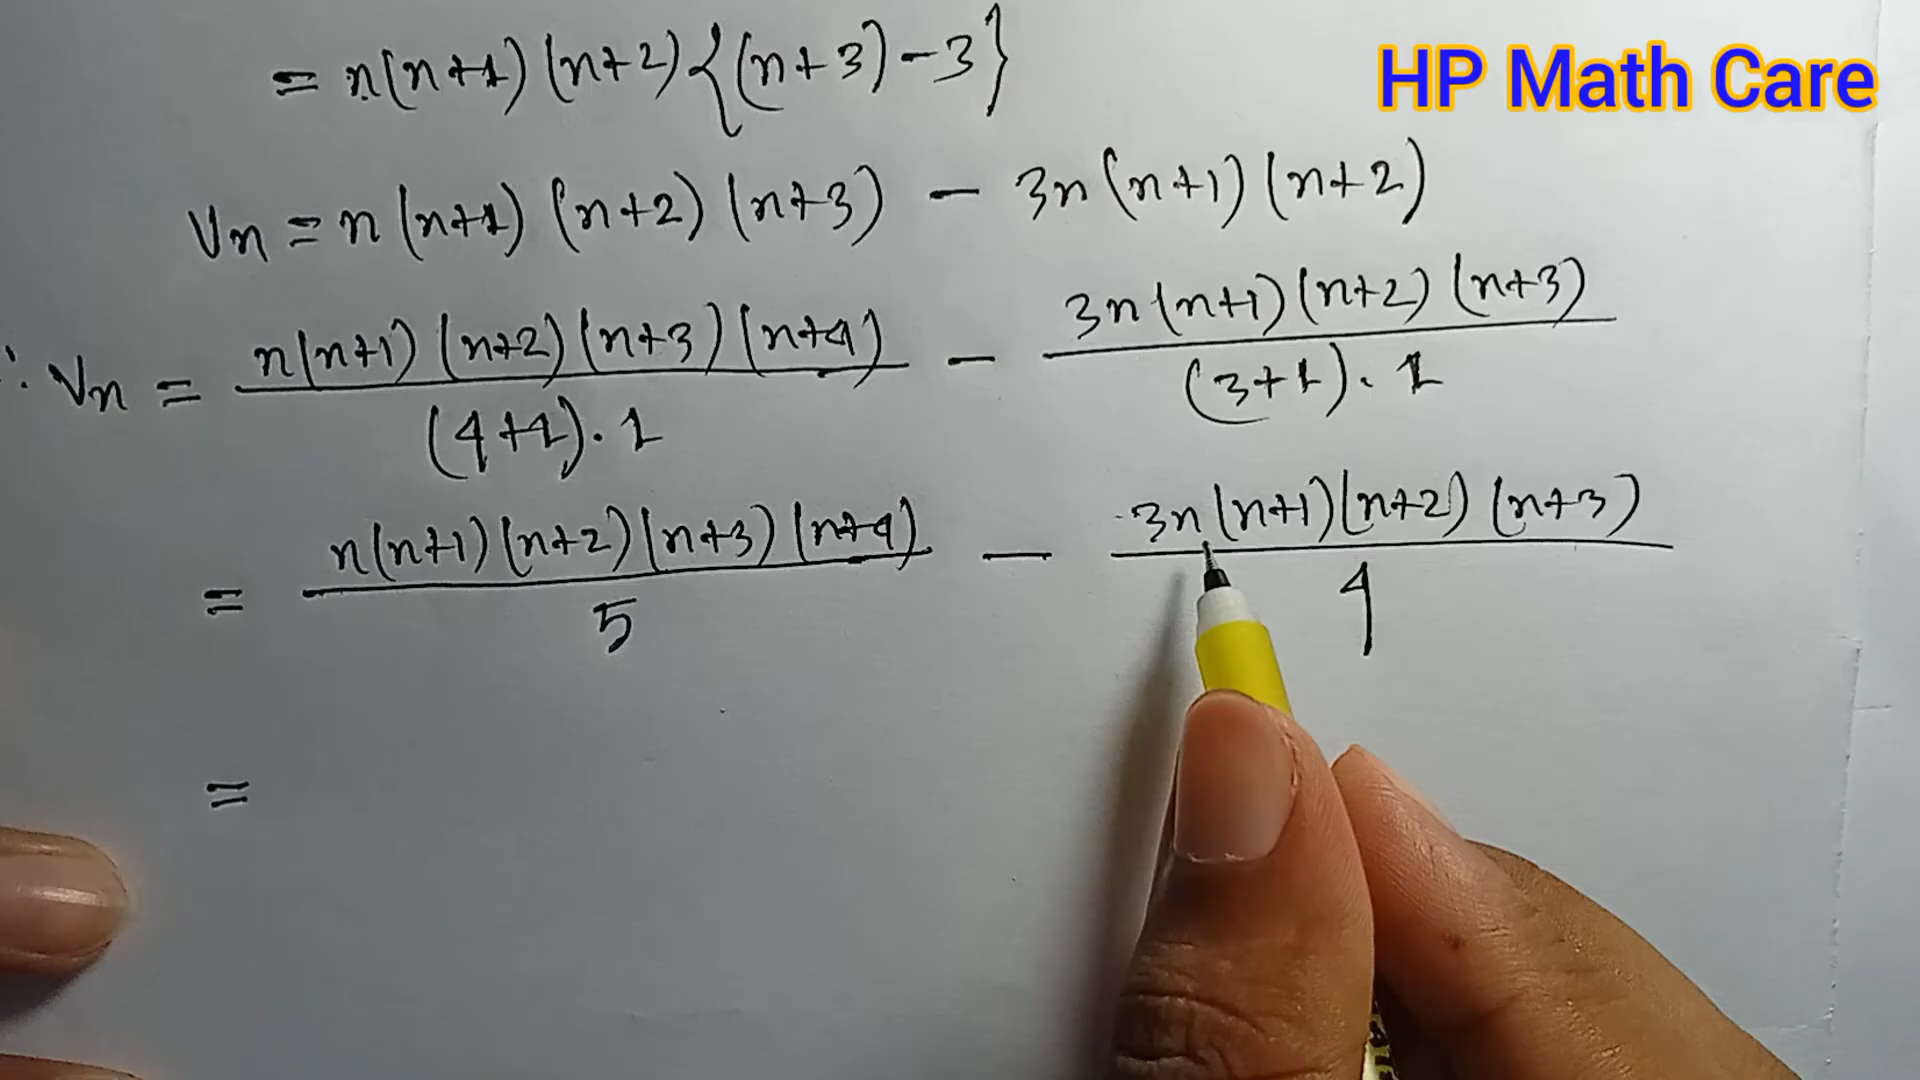 = n(n+1)(n+2){(n+3)-3}
HP Math Care
Vn = n(n+1)(n+2)(n+3) - 3n(n+1)(n+2)
∴ Vn = n(n+1)(n+2)(n+3)(n+4)/(4+1).1 - 3n(n+1)(n+2)(n+3)/(3+1).1
= n(n+1)(n+2)(n+3)(n+4)/5 - 3n(n+1)(n+2)(n+3)/4
=